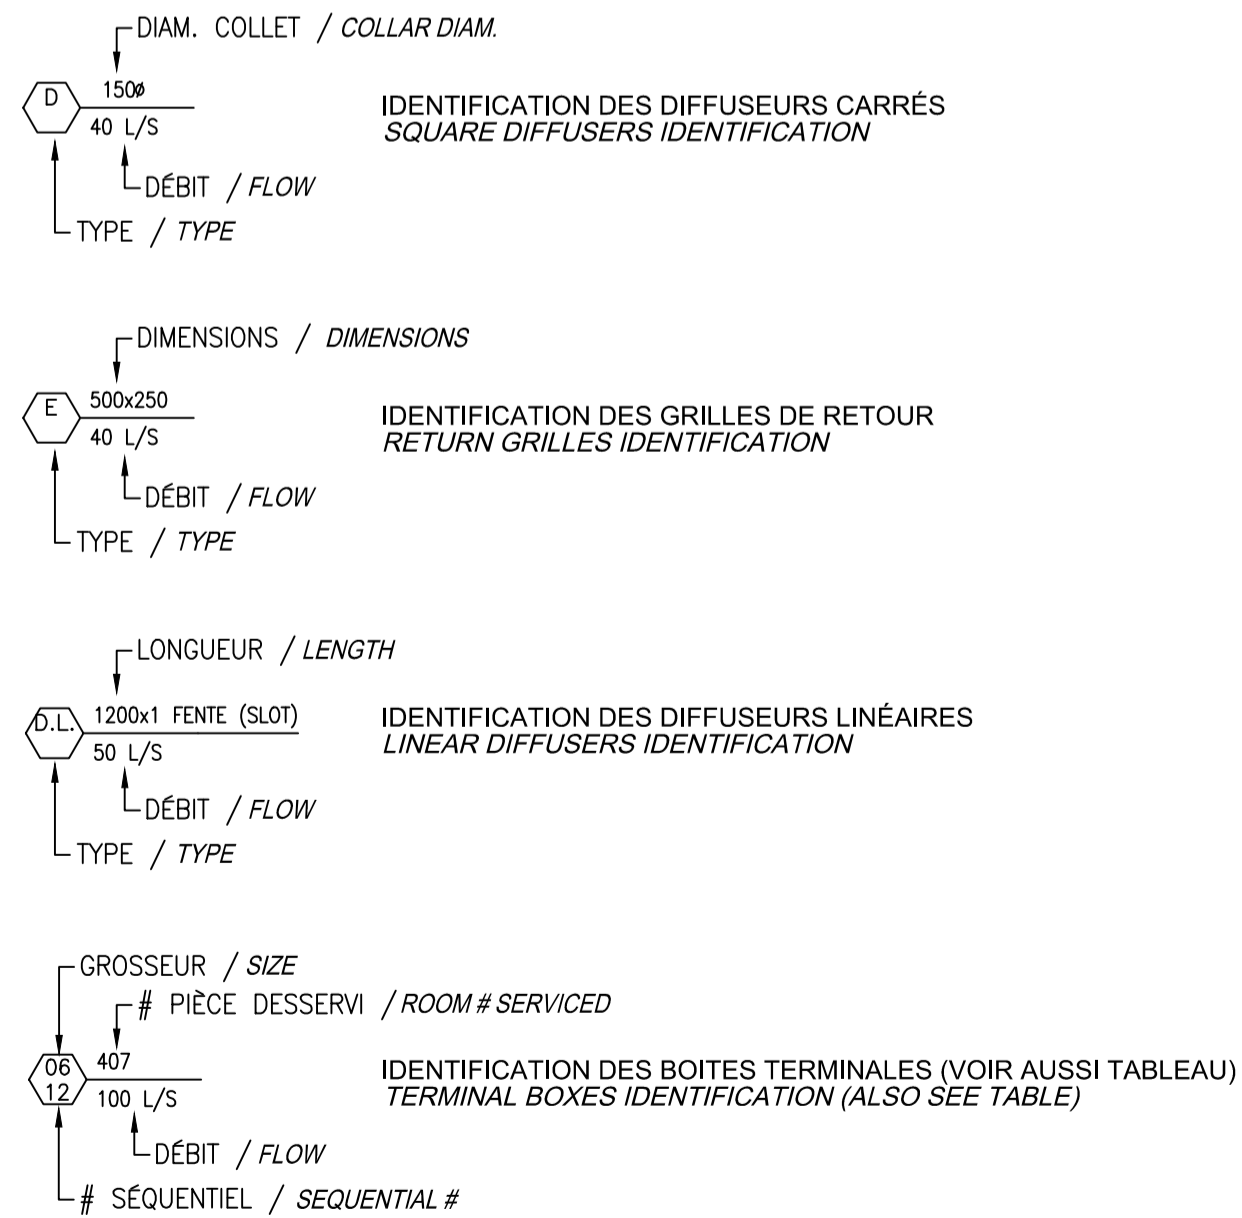 DIAM. COLLET / COLLAR DIAM.
D 150ø
40 L/S
IDENTIFICATION DES DIFFUSEURS CARRÉS
SQUARE DIFFUSERS IDENTIFICATION
DÉBIT / FLOW
TYPE / TYPE
DIMENSIONS / DIMENSIONS
E 500x250
40 L/S
IDENTIFICATION DES GRILLES DE RETOUR
RETURN GRILLES IDENTIFICATION
DÉBIT / FLOW
TYPE / TYPE
LONGUEUR / LENGTH
D.L. 1200x1 FENTE (SLOT)
50 L/S
IDENTIFICATION DES DIFFUSEURS LINÉAIRES
LINEAR DIFFUSERS IDENTIFICATION
DÉBIT / FLOW
TYPE / TYPE
GROSSEUR / SIZE
# PIÈCE DESSERVI / ROOM # SERVICED
06 407
12 100 L/S
IDENTIFICATION DES BOITES TERMINALES (VOIR AUSSI TABLEAU)
TERMINAL BOXES IDENTIFICATION (ALSO SEE TABLE)
DÉBIT / FLOW
# SÉQUENTIEL / SEQUENTIAL #